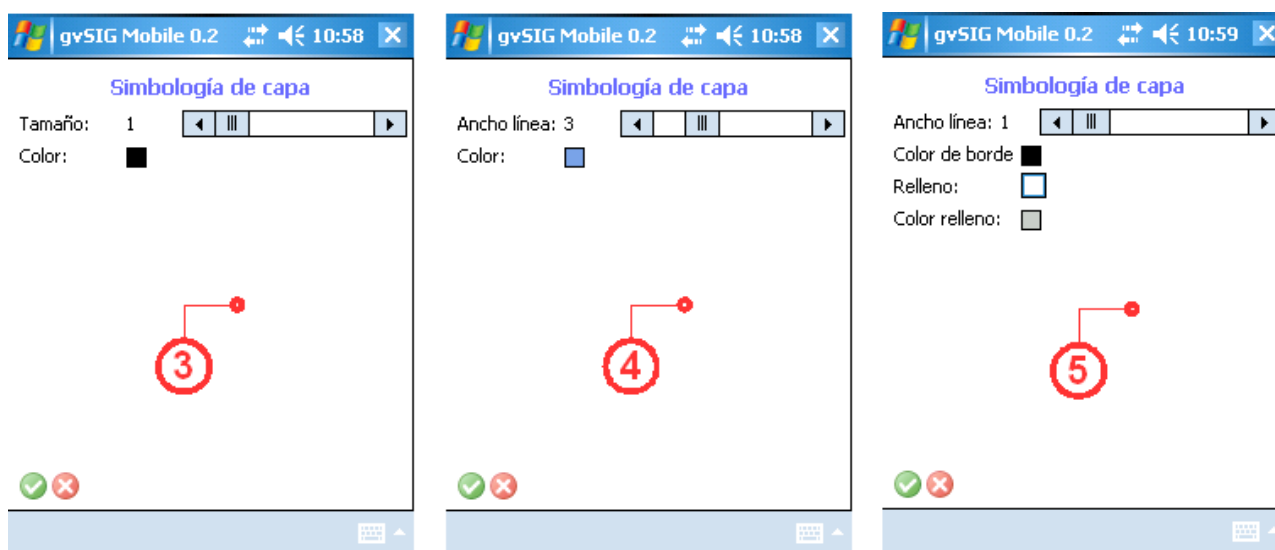 gvSIG Mobile 0.2 10:58
Simbología de capa
Tamaño: 1
Color:
3
gvSIG Mobile 0.2 10:58
Simbología de capa
Ancho línea: 3
Color:
4
gvSIG Mobile 0.2 10:59
Simbología de capa
Ancho línea: 1
Color de borde
Relleno:
Color relleno:
5